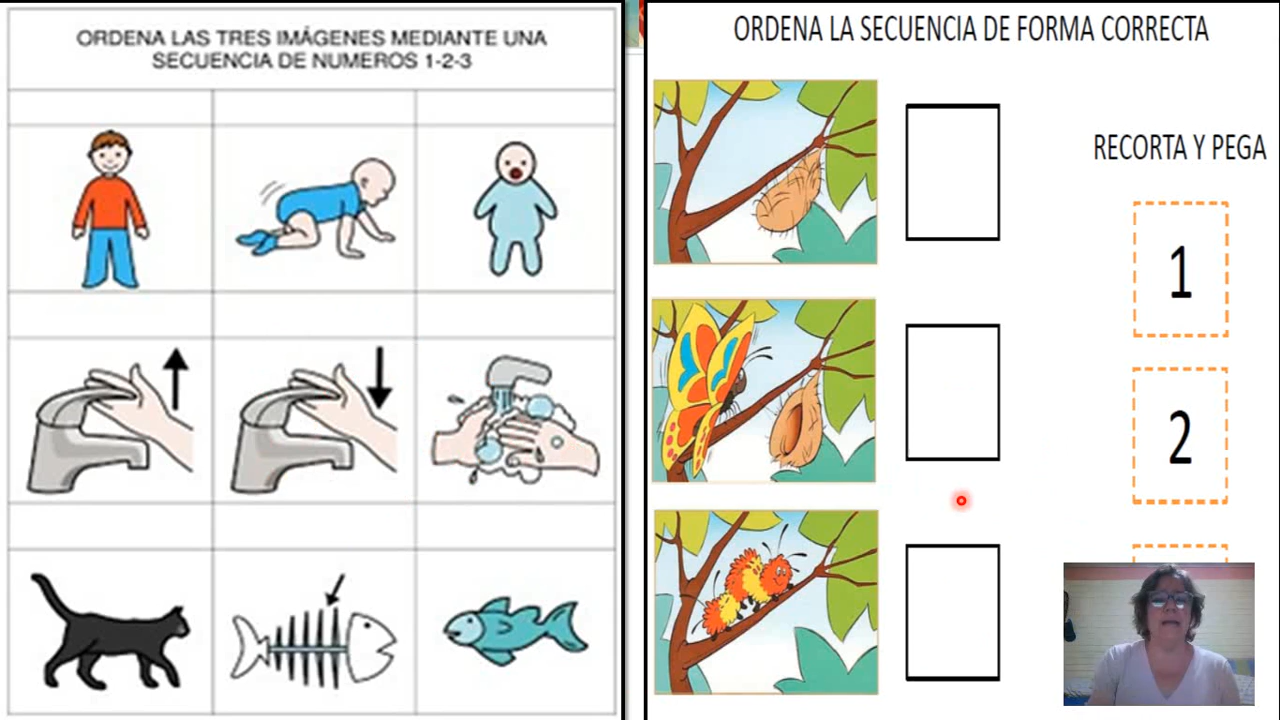 ORDENA LAS TRES IMÁGENES MEDIANTE UNA
SECUENCIA DE NUMEROS 1-2-3
ORDENA LA SECUENCIA DE FORMA CORRECTA
RECORTA Y PEGA
1
2